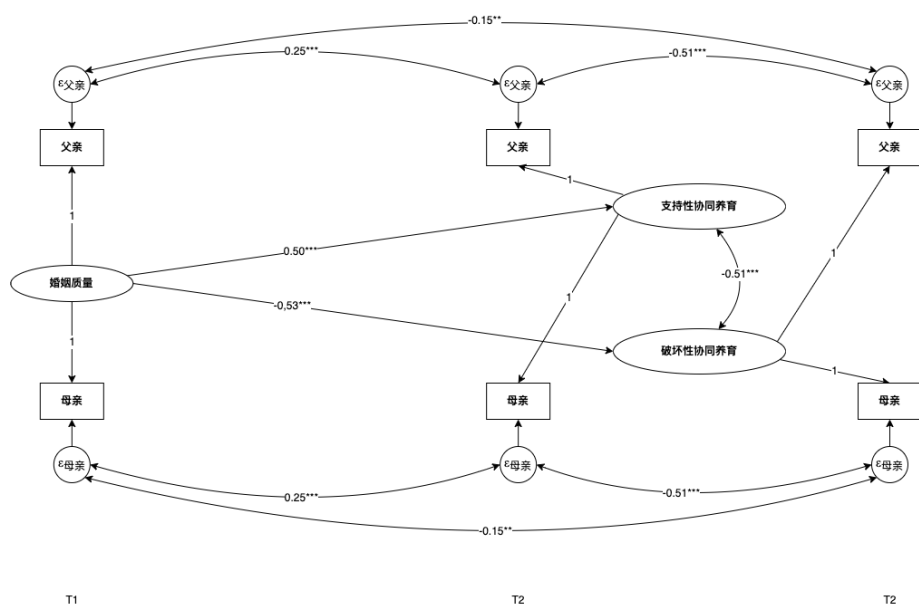 -0.15**
0.25***
-0.51***
ε父亲
ε父亲
ε父亲
父亲
父亲
父亲
1
支持性协同养育
1
0.50***
1
婚姻质量
-0.51***
-0,53***
1
1
破坏性协同养育
1
母亲
母亲
母亲
ε母亲
ε母亲
ε母亲
0.25***
-0.51***
-0.15**
T1
T2
T2